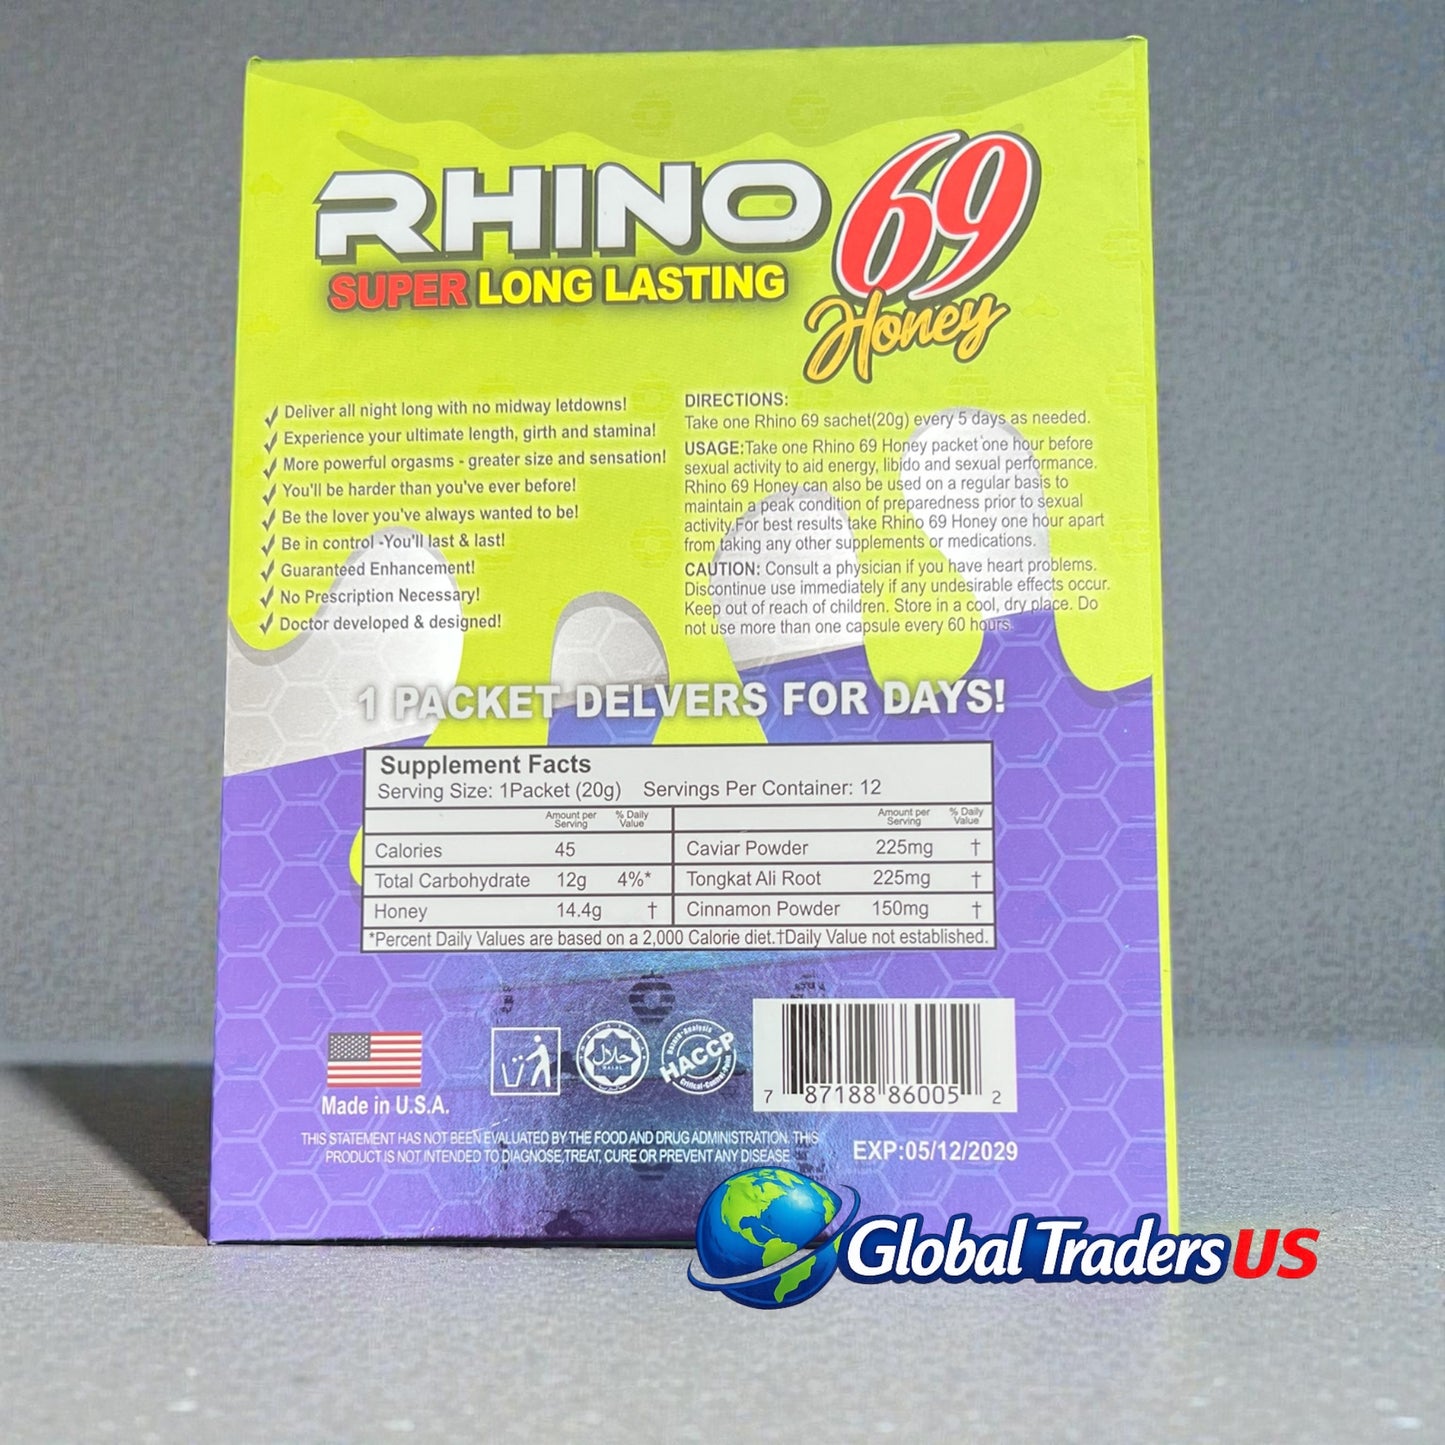 RHINO 69
SUPER LONG LASTING
Honey
Deliver all night long with no midway letdowns!
Experience your ultimate length, girth and stamina!
More powerful orgasms - greater size and sensation!
You'll be harder than you've ever before!
Be the lover you've always wanted to be!
Be in control -You'll last & last!
Guaranteed Enhancement!
No Prescription Necessary!
Doctor developed & designed!
DIRECTIONS:
Take one Rhino 69 sachet(20g) every 5 days as needed.
USAGE:Take one Rhino 69 Honey packet one hour before
sexual activity to aid energy, libido and sexual performance.
Rhino 69 Honey can also be used on a regular basis to
maintain a peak condition of preparedness prior to sexual
activity.For best results take Rhino 69 Honey one hour apart
from taking any other supplements or medications.
CAUTION: Consult a physician if you have heart problems.
Discontinue use immediately if any undesirable effects occur.
Keep out of reach of children. Store in a cool, dry place. Do
not use more than one capsule every 60 hours.
1 PACKET DELVERS FOR DAYS!
Supplement Facts
Serving Size: 1Packet (20g) Servings Per Container: 12
Amount per Serving % Daily Value Amount per Serving % Daily Value
Calories 45 Caviar Powder 225mg †
Total Carbohydrate 12g 4%* Tongkat Ali Root 225mg †
Honey 14.4g † Cinnamon Powder 150mg †
*Percent Daily Values are based on a 2,000 Calorie diet.†Daily Value not established.
Made in U.S.A.
حلال
HALAL
Hazard-Analysis
HACCP
Critical-Control-Point
7 87188 86005 2
THIS STATEMENT HAS NOT BEEN EVALUATED BY THE FOOD AND DRUG ADMINISTRATION. THIS
PRODUCT IS NOT INTENDED TO DIAGNOSE,TREAT, CURE OR PREVENT ANY DISEASE
EXP:05/12/2029
Global Traders US